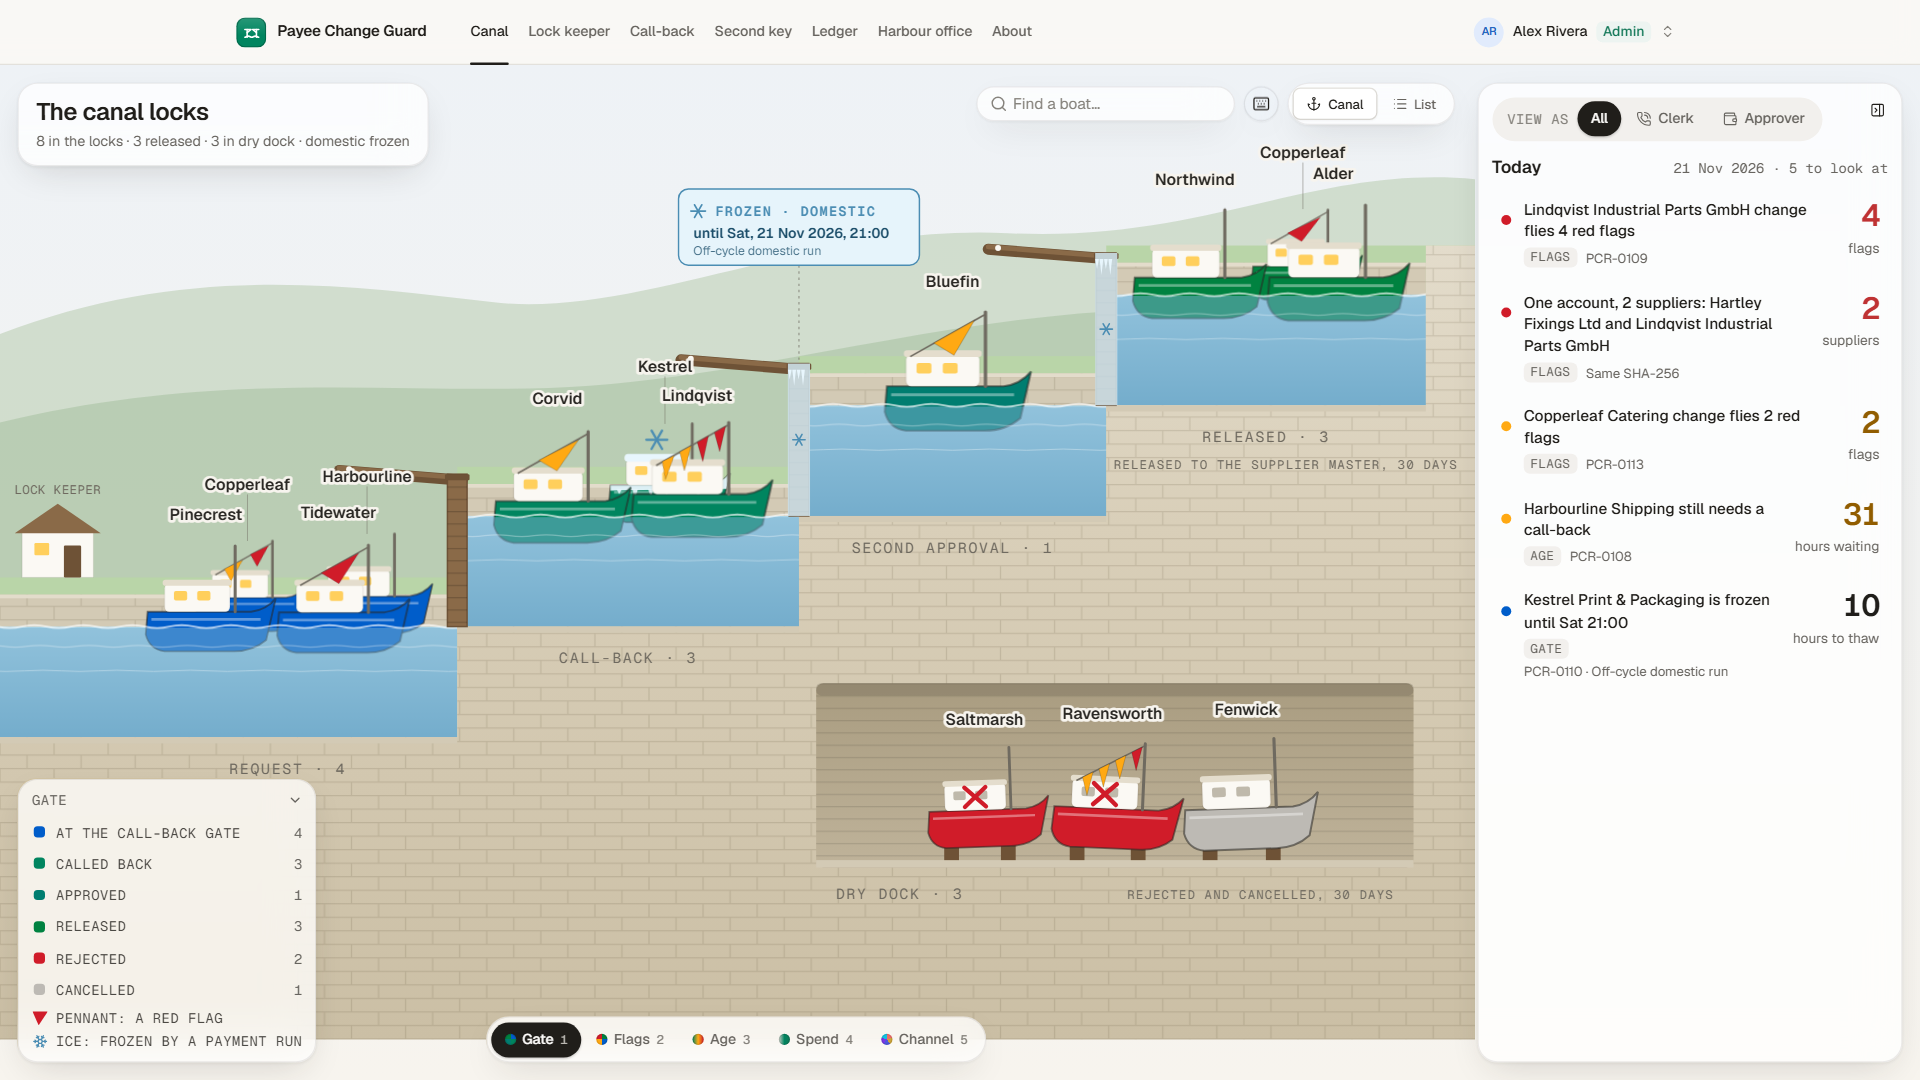 Payee Change Guard
Canal
Lock keeper
Call-back
Second key
Ledger
Harbour office
About
AR
Alex Rivera
Admin
The canal locks
8 in the locks · 3 released · 3 in dry dock · domestic frozen
Find a boat...
Canal
List
FROZEN · DOMESTIC
until Sat, 21 Nov 2026, 21:00
Off-cycle domestic run
Copperleaf
Northwind
Alder
Bluefin
Kestrel
Corvid
Lindqvist
Copperleaf
Harbourline
Pinecrest
Tidewater
LOCK KEEPER
RELEASED · 3
RELEASED TO THE SUPPLIER MASTER, 30 DAYS
SECOND APPROVAL · 1
CALL-BACK · 3
REQUEST · 4
Saltmarsh
Ravensworth
Fenwick
DRY DOCK · 3
REJECTED AND CANCELLED, 30 DAYS
GATE
AT THE CALL-BACK GATE 4
CALLED BACK 3
APPROVED 1
RELEASED 3
REJECTED 2
CANCELLED 1
PENNANT: A RED FLAG
ICE: FROZEN BY A PAYMENT RUN
Gate 1
Flags 2
Age 3
Spend 4
Channel 5
VIEW AS
All
Clerk
Approver
Today
21 Nov 2026 · 5 to look at
Lindqvist Industrial Parts GmbH change
flies 4 red flags
FLAGS PCR-0109
4
flags
One account, 2 suppliers: Hartley
Fixings Ltd and Lindqvist Industrial
Parts GmbH
FLAGS Same SHA-256
2
suppliers
Copperleaf Catering change flies 2 red
flags
FLAGS PCR-0113
2
flags
Harbourline Shipping still needs a
call-back
AGE PCR-0108
31
hours waiting
Kestrel Print & Packaging is frozen
until Sat 21:00
GATE
PCR-0110 · Off-cycle domestic run
10
hours to thaw